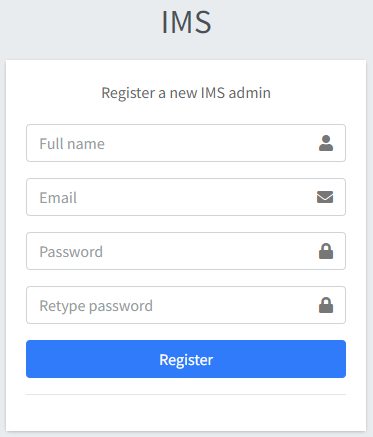 IMS
Register a new IMS admin
Full name
Email
Password
Retype password
Register